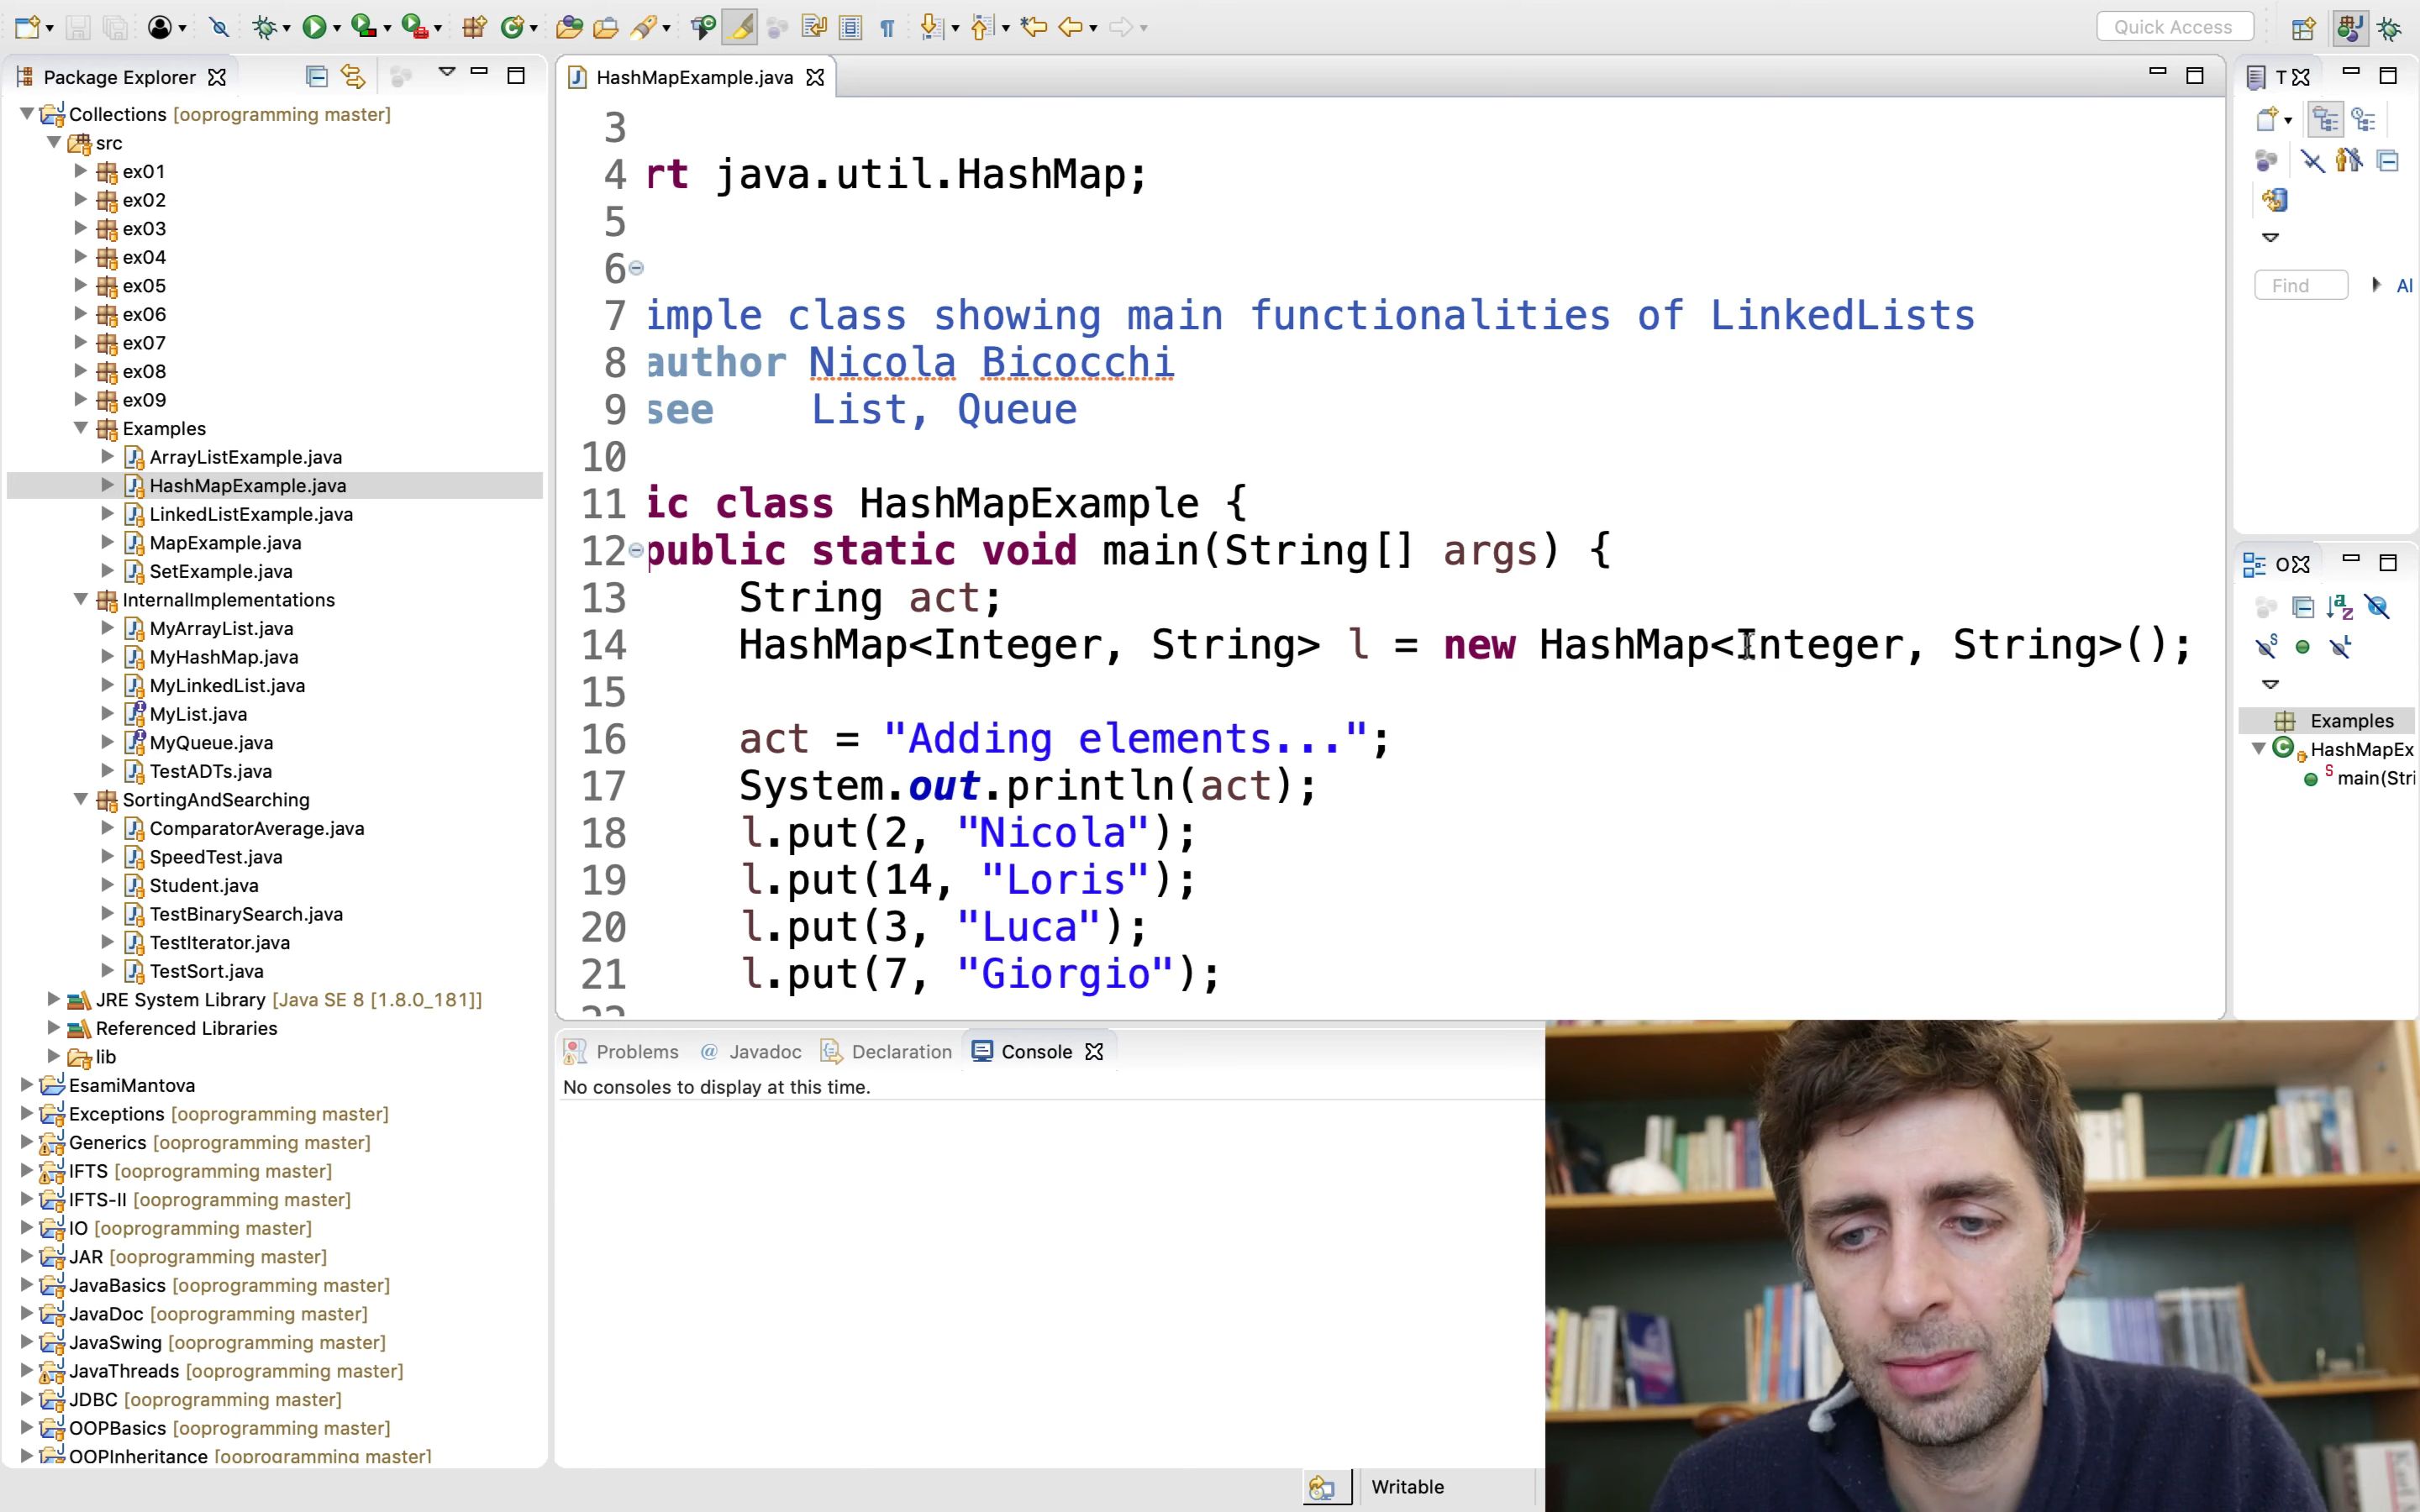 Quick Access
Package Explorer
Collections [ooprogramming master]
src
ex01
ex02
ex03
ex04
ex05
ex06
ex07
ex08
ex09
Examples
ArrayListExample.java
HashMapExample.java
LinkedListExample.java
MapExample.java
SetExample.java
InternalImplementations
MyArrayList.java
MyHashMap.java
MyLinkedList.java
MyList.java
MyQueue.java
TestADTs.java
SortingAndSearching
ComparatorAverage.java
SpeedTest.java
Student.java
TestBinarySearch.java
TestIterator.java
TestSort.java
JRE System Library [Java SE 8 [1.8.0_181]]
Referenced Libraries
lib
EsamiMantova
Exceptions [ooprogramming master]
Generics [ooprogramming master]
IFTS [ooprogramming master]
IFTS-II [ooprogramming master]
IO [ooprogramming master]
JAR [ooprogramming master]
JavaBasics [ooprogramming master]
JavaDoc [ooprogramming master]
JavaSwing [ooprogramming master]
JavaThreads [ooprogramming master]
JDBC [ooprogramming master]
OOPBasics [ooprogramming master]
OOPInheritance [ooprogramming master]
HashMapExample.java
3
4 rt java.util.HashMap;
5
6
7 imple class showing main functionalities of LinkedLists
8 author Nicola Bicocchi
9 see List, Queue
10
11 ic class HashMapExample {
12 public static void main(String[] args) {
13 String act;
14 HashMap<Integer, String> l = new HashMap<Integer, String>();
15
16 act = "Adding elements...";
17 System.out.println(act);
18 l.put(2, "Nicola");
19 l.put(14, "Loris");
20 l.put(3, "Luca");
21 l.put(7, "Giorgio");
22
Problems @ Javadoc Declaration Console
No consoles to display at this time.
Writable
T
Find Al
O
Examples
HashMapEx
main(Stri